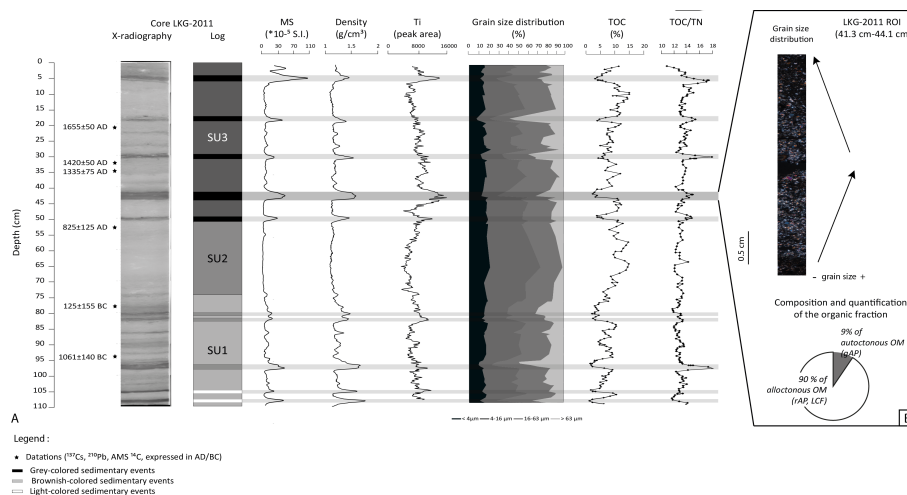 A
Core LKG-2011
X-radiography
Log
MS
(*10-⁵ S.I.)
0 30 70 110
Density
(g/cm³)
1 1.5 2
Ti
(peak area)
0 4000 16000
Grain size distribution
(%)
0 10 20 30 40 50 60 70 80 90 100
TOC
(%)
0 5 10 15 20
TOC/TN
10 12 14 16 18
Depth (cm)
0
5
10
15
20
25
30
35
40
45
50
55
60
65
70
75
80
85
90
95
100
105
110
1655±50 AD
1420±50 AD
1335±75 AD
825±125 AD
125±155 BC
1061±140 BC
SU3
SU2
SU1
< 4μm 4-16 μm 16-63 μm > 63 μm
A
Grain size
distribution
LKG-2011 ROI
(41.3 cm-44.1 cm
0.5 cm
- grain size +
Composition and quantification
of the organic fraction
9% of
autoctonous OM
(gAP)
90 % of
alloctonous OM
(rAP, LCF)
Legend :
Datations (¹³⁷Cs, ²¹⁰Pb, AMS ¹⁴C, expressed in AD/BC)
Grey-colored sedimentary events
Brownish-colored sedimentary events
Light-colored sedimentary events